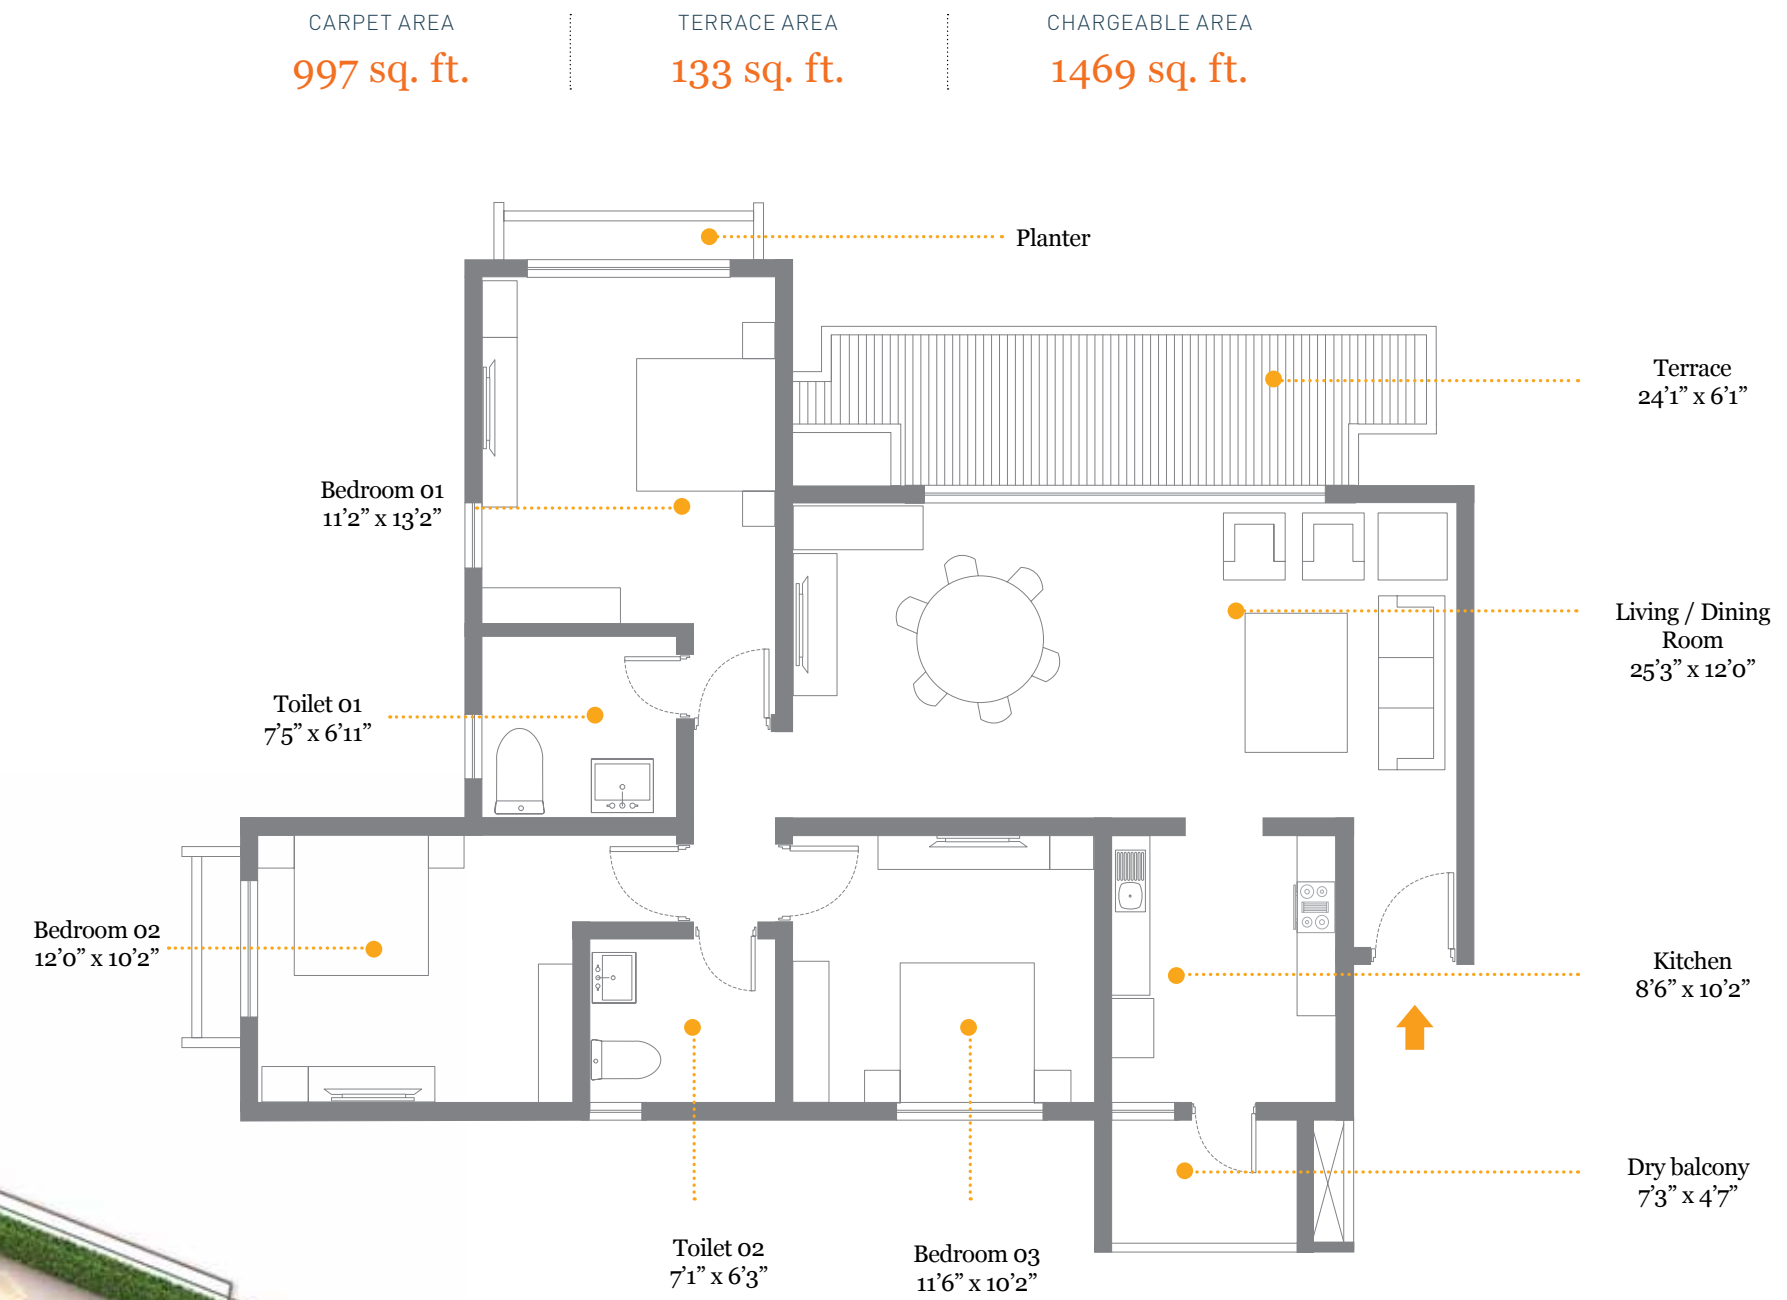 CARPET AREA
997 sq. ft.
TERRACE AREA
133 sq. ft.
CHARGEABLE AREA
1469 sq. ft.
Planter
Terrace
24’1” x 6’1”
Bedroom 01
11’2” x 13’2”
Living / Dining
Room
25’3” x 12’0”
Toilet 01
7’5” x 6’11”
Bedroom 02
12’0” x 10’2”
Kitchen
8’6” x 10’2”
Dry balcony
7’3” x 4’7”
Toilet 02
7’1” x 6’3”
Bedroom 03
11’6” x 10’2”